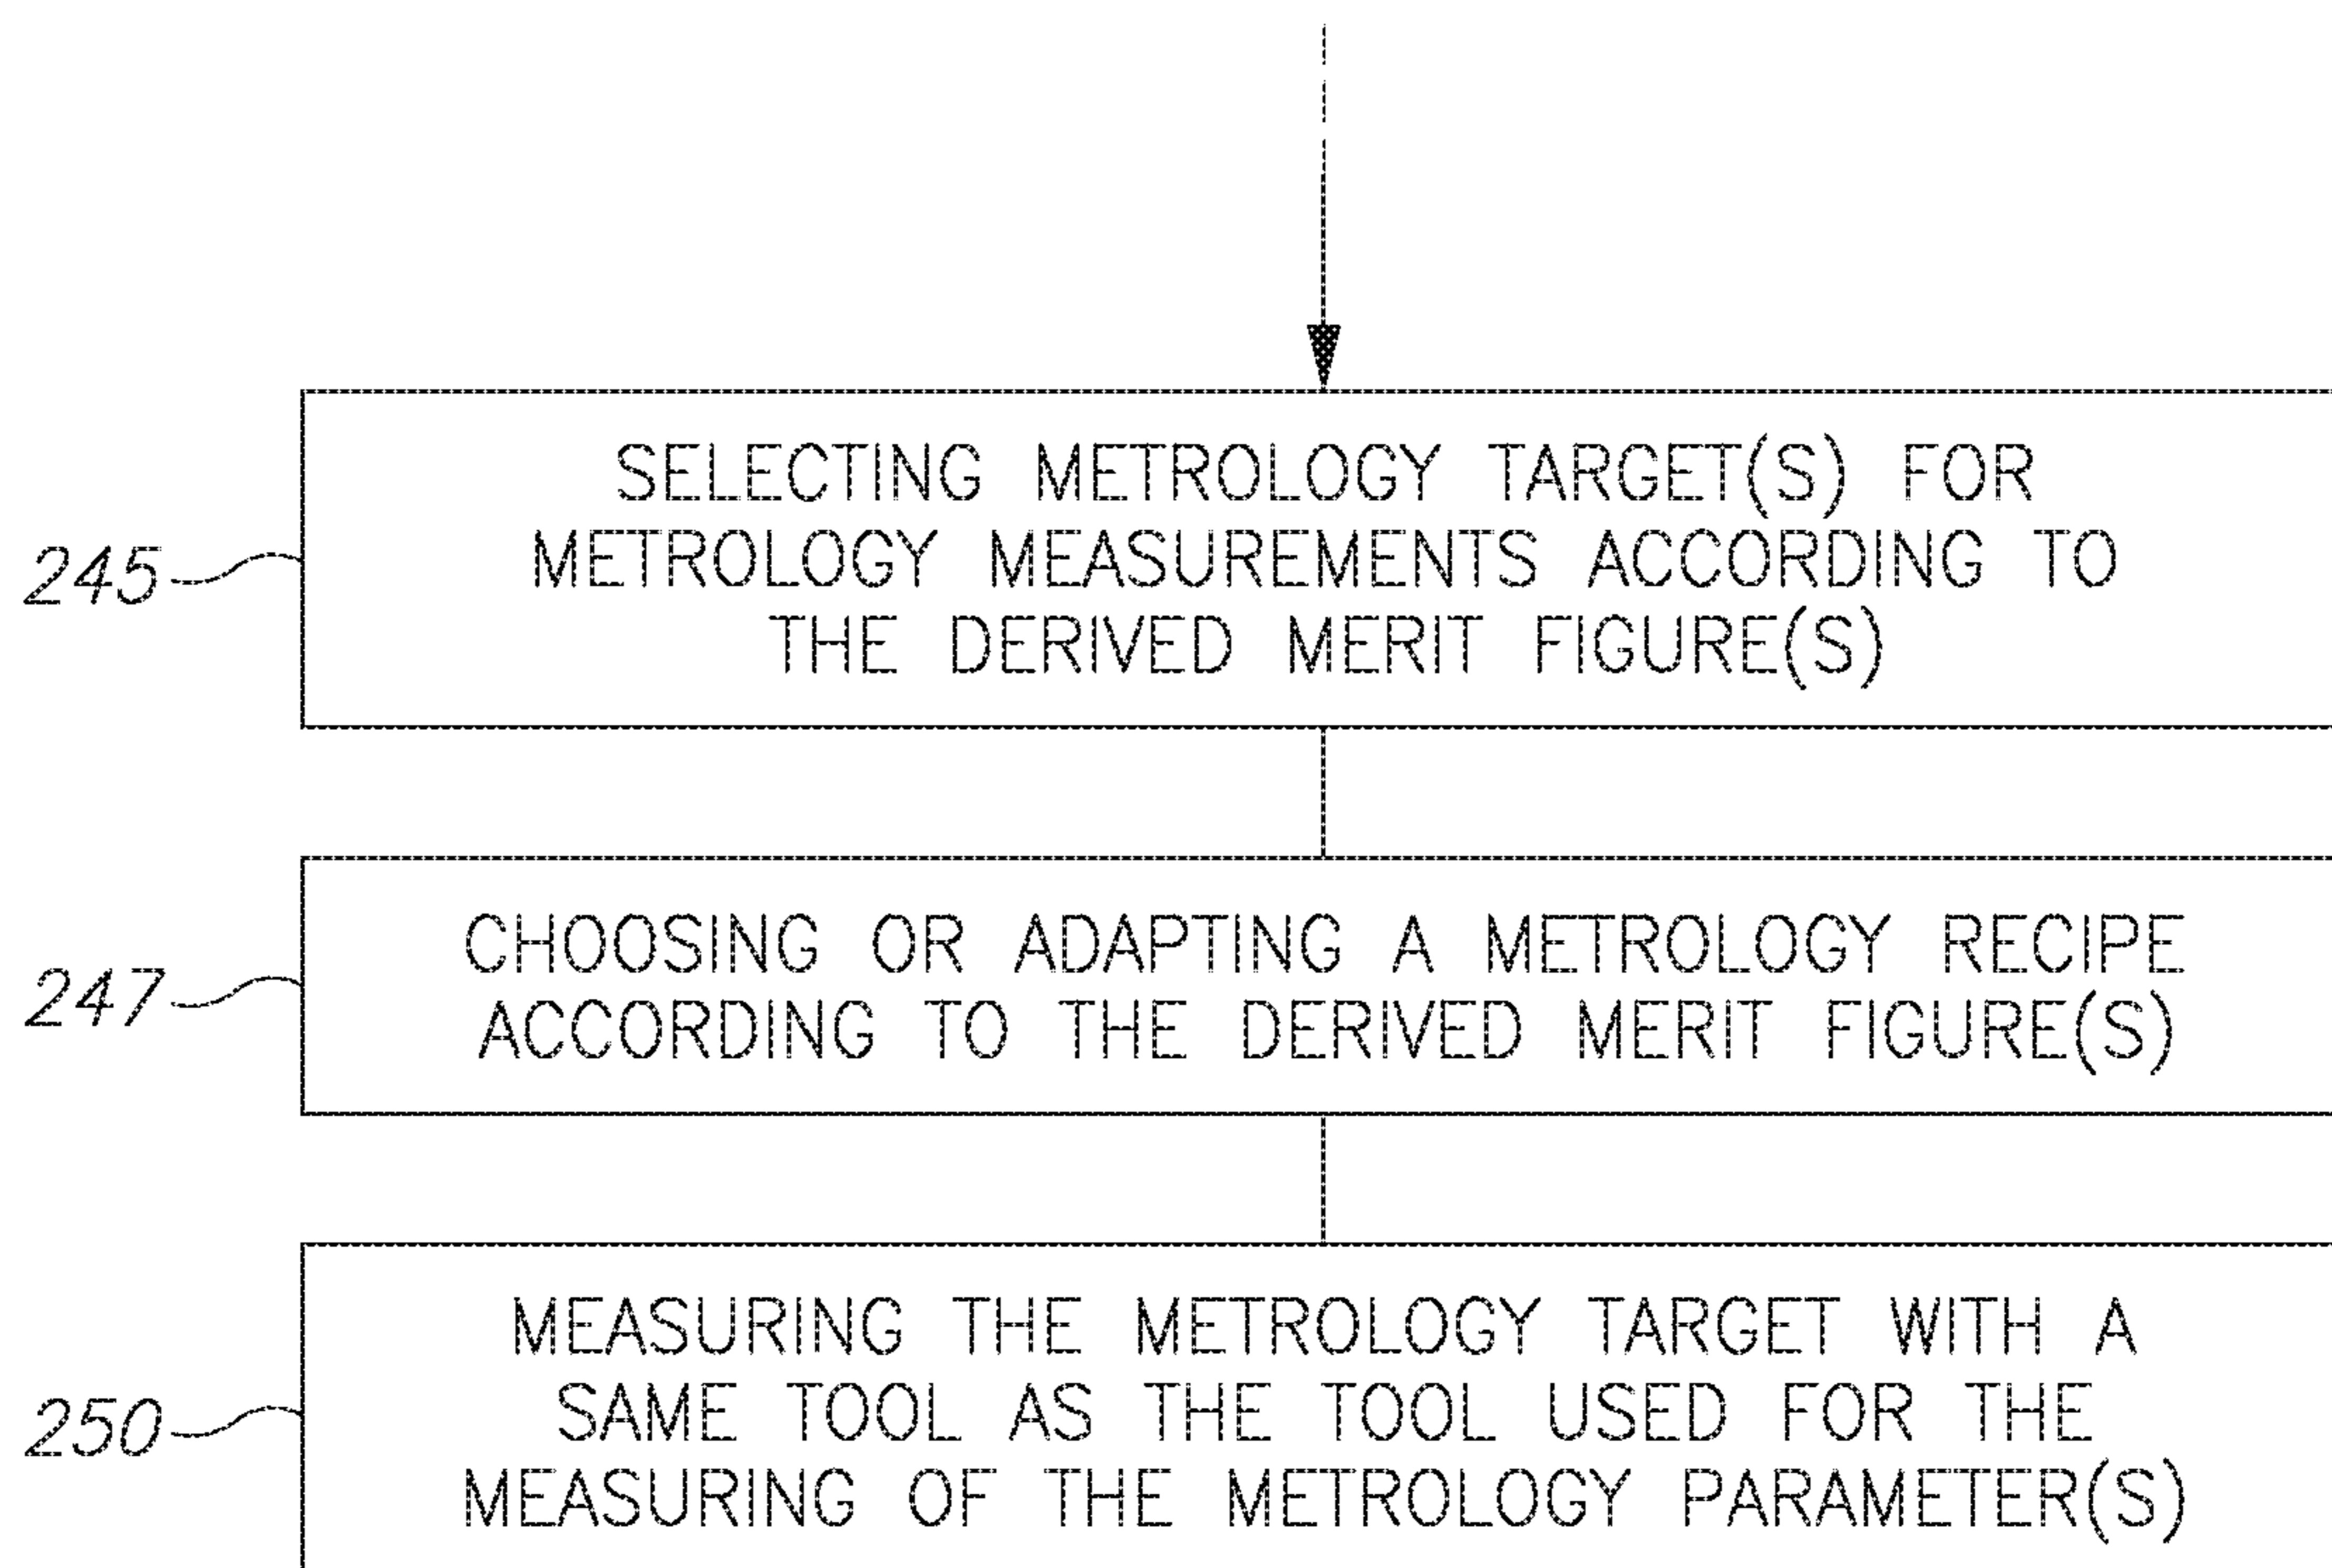 SELECTING METROLOGY TARGET(S) FOR
245 METROLOGY MEASUREMENTS ACCORDING TO
THE DERIVED MERIT FIGURE(S)
CHOOSING OR ADAPTING A METROLOGY RECIPE
247 ACCORDING TO THE DERIVED MERIT FIGURE(S)
MEASURING THE METROLOGY TARGET WITH A
250 SAME TOOL AS THE TOOL USED FOR THE
MEASURING OF THE METROLOGY PARAMETER(S)